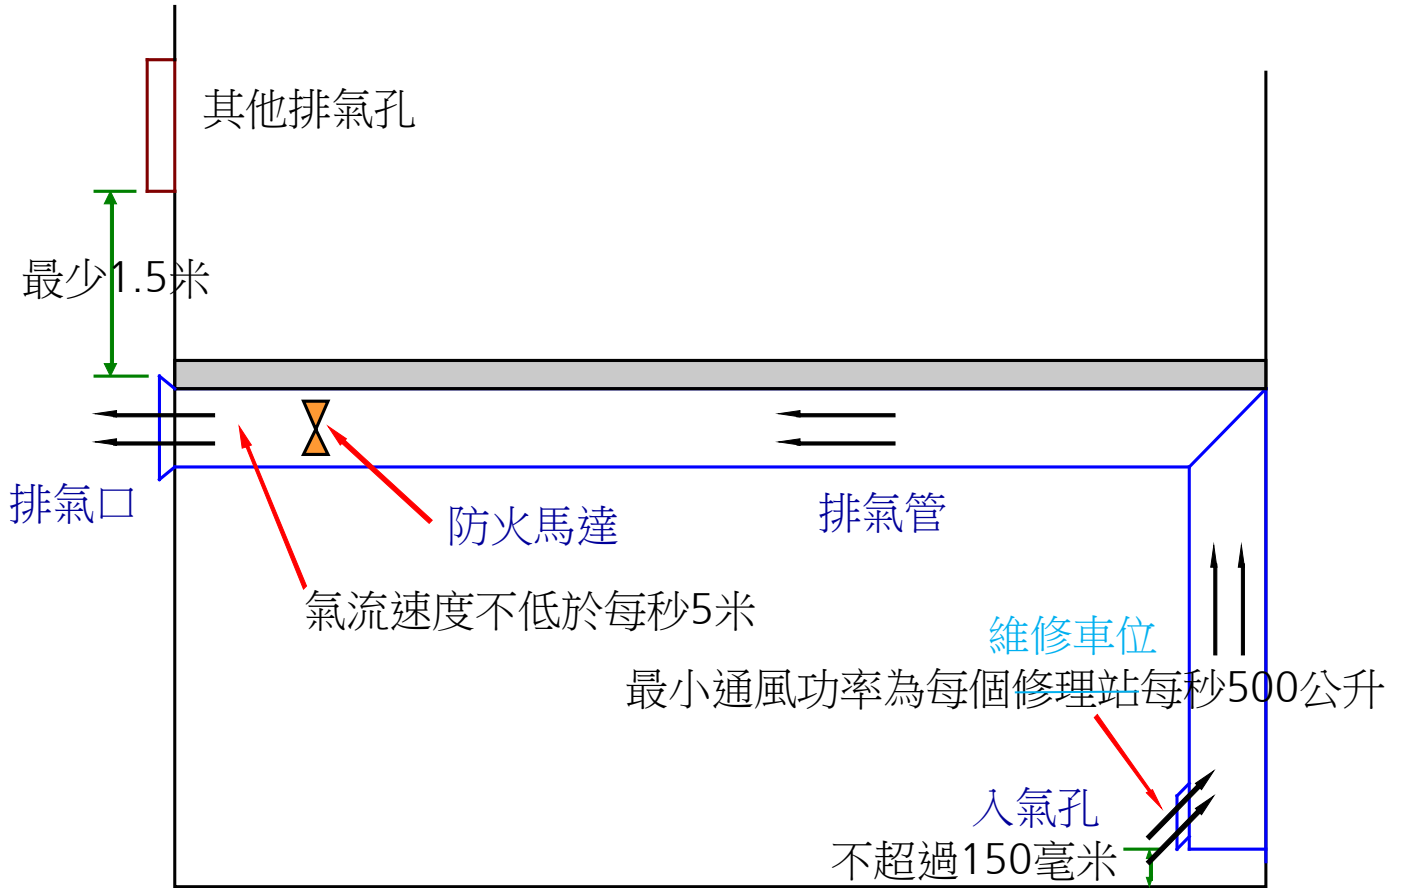 其他排氣孔
最少1.5米
排氣口
防火馬達
排氣管
氣流速度不低於每秒5米
維修車位
最小通風功率為每個修理站每秒500公升
入氣孔
不超過150毫米